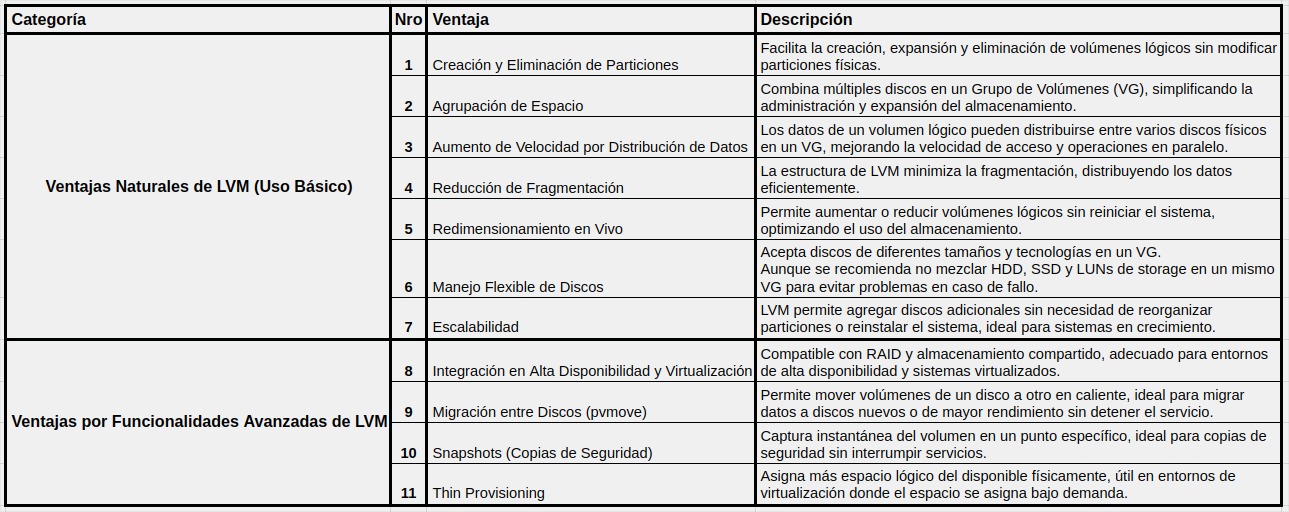 Categoría Nro Ventaja Descripción
Ventajas Naturales de LVM (Uso Básico)
1 Creación y Eliminación de Particiones
Facilita la creación, expansión y eliminación de volúmenes lógicos sin modificar
particiones físicas.
2 Agrupación de Espacio
Combina múltiples discos en un Grupo de Volúmenes (VG), simplificando la
administración y expansión del almacenamiento.
3 Aumento de Velocidad por Distribución de Datos
Los datos de un volumen lógico pueden distribuirse entre varios discos físicos
en un VG, mejorando la velocidad de acceso y operaciones en paralelo.
4 Reducción de Fragmentación
La estructura de LVM minimiza la fragmentación, distribuyendo los datos
eficientemente.
5 Redimensionamiento en Vivo
Permite aumentar o reducir volúmenes lógicos sin reiniciar el sistema,
optimizando el uso del almacenamiento.
6 Manejo Flexible de Discos
Acepta discos de diferentes tamaños y tecnologías en un VG.
Aunque se recomienda no mezclar HDD, SSD y LUNs de storage en un mismo
VG para evitar problemas en caso de fallo.
7 Escalabilidad
LVM permite agregar discos adicionales sin necesidad de reorganizar
particiones o reinstalar el sistema, ideal para sistemas en crecimiento.
Ventajas por Funcionalidades Avanzadas de LVM
8 Integración en Alta Disponibilidad y Virtualización
Compatible con RAID y almacenamiento compartido, adecuado para entornos
de alta disponibilidad y sistemas virtualizados.
9 Migración entre Discos (pvmove)
Permite mover volúmenes de un disco a otro en caliente, ideal para migrar
datos a discos nuevos o de mayor rendimiento sin detener el servicio.
10 Snapshots (Copias de Seguridad)
Captura instantánea del volumen en un punto específico, ideal para copias de
seguridad sin interrumpir servicios.
11 Thin Provisioning
Asigna más espacio lógico del disponible físicamente, útil en entornos de
virtualización donde el espacio se asigna bajo demanda.